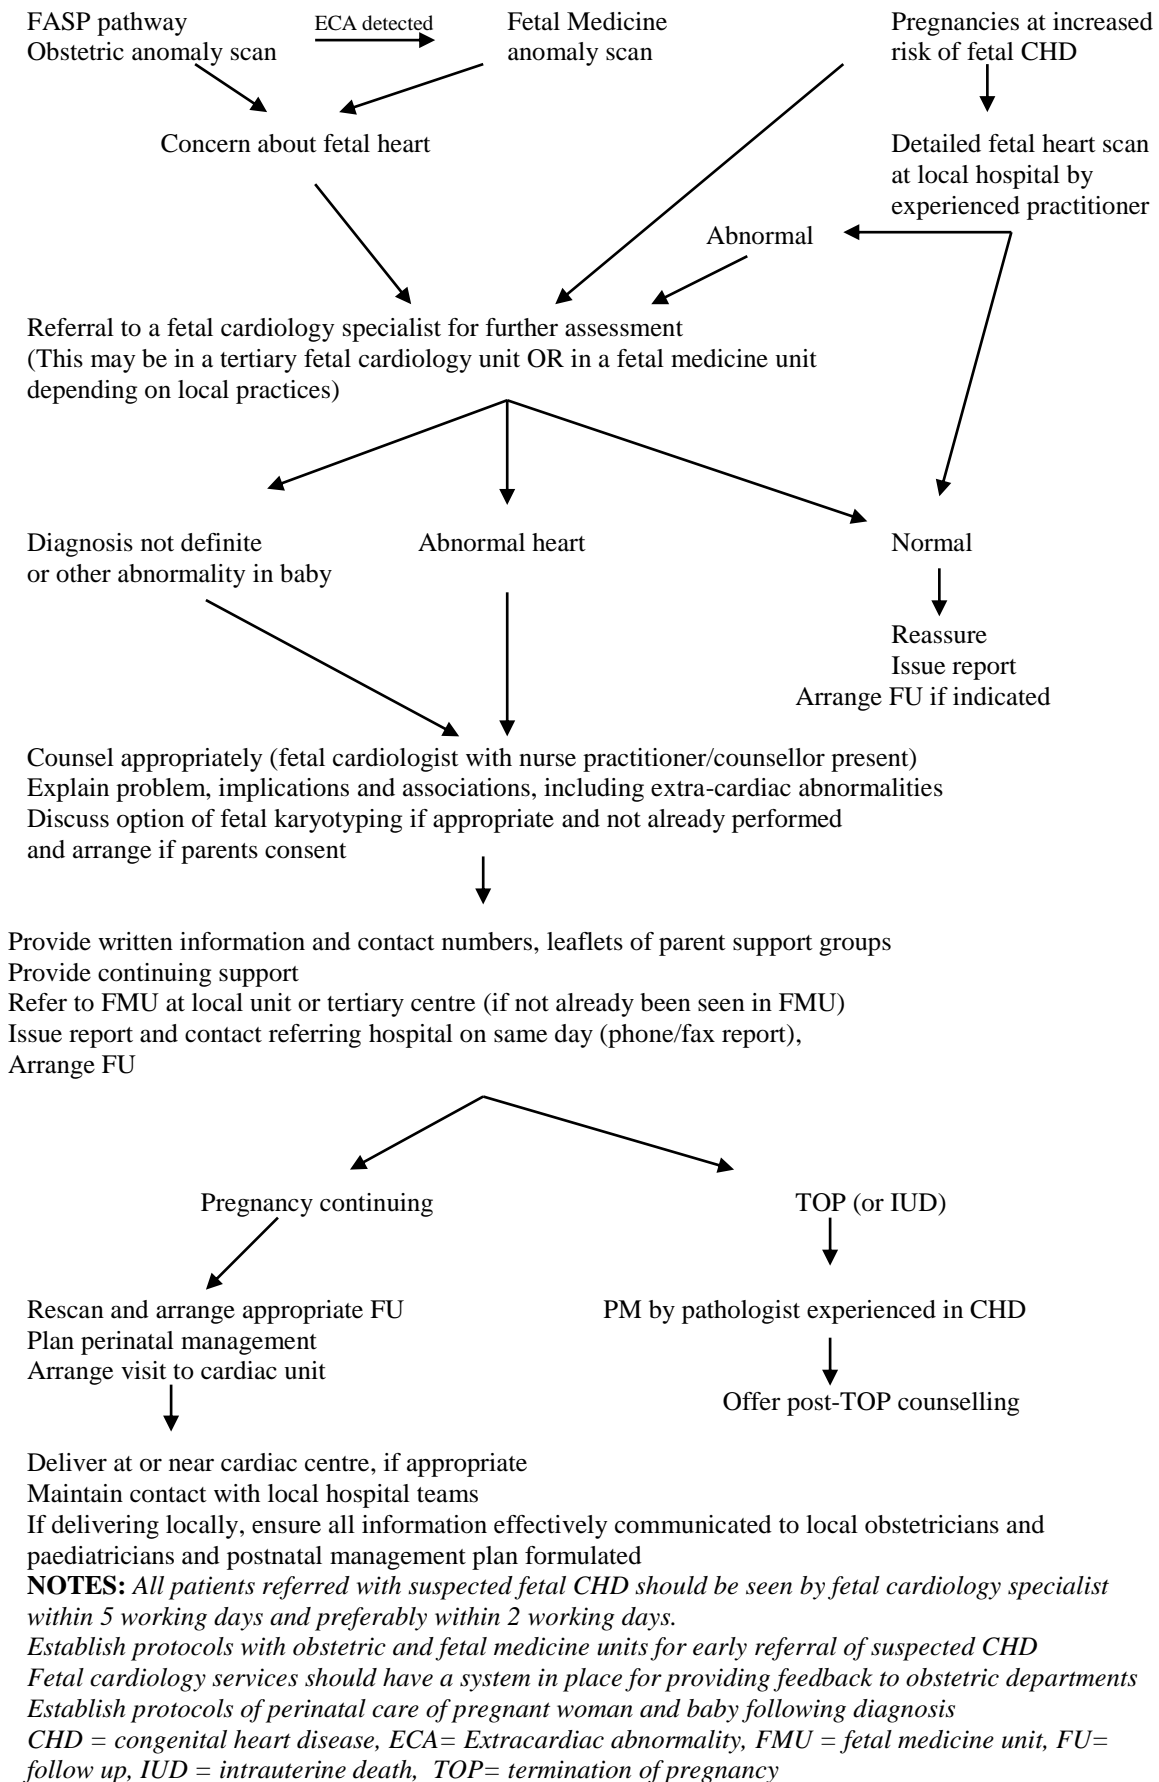 FASP pathway
Obstetric anomaly scan
ECA detected
Fetal Medicine
anomaly scan
Pregnancies at increased
risk of fetal CHD
Concern about fetal heart
Detailed fetal heart scan
at local hospital by
experienced practitioner
Abnormal
Referral to a fetal cardiology specialist for further assessment
(This may be in a tertiary fetal cardiology unit OR in a fetal medicine unit
depending on local practices)
Diagnosis not definite
or other abnormality in baby
Abnormal heart
Normal
Reassure
Issue report
Arrange FU if indicated
Counsel appropriately (fetal cardiologist with nurse practitioner/counsellor present)
Explain problem, implications and associations, including extra-cardiac abnormalities
Discuss option of fetal karyotyping if appropriate and not already performed
and arrange if parents consent
Provide written information and contact numbers, leaflets of parent support groups
Provide continuing support
Refer to FMU at local unit or tertiary centre (if not already been seen in FMU)
Issue report and contact referring hospital on same day (phone/fax report),
Arrange FU
Pregnancy continuing
TOP (or IUD)
Rescan and arrange appropriate FU
Plan perinatal management
Arrange visit to cardiac unit
PM by pathologist experienced in CHD
Offer post-TOP counselling
Deliver at or near cardiac centre, if appropriate
Maintain contact with local hospital teams
If delivering locally, ensure all information effectively communicated to local obstetricians and
paediatricians and postnatal management plan formulated
NOTES: All patients referred with suspected fetal CHD should be seen by fetal cardiology specialist
within 5 working days and preferably within 2 working days.
Establish protocols with obstetric and fetal medicine units for early referral of suspected CHD
Fetal cardiology services should have a system in place for providing feedback to obstetric departments
Establish protocols of perinatal care of pregnant woman and baby following diagnosis
CHD = congenital heart disease, ECA= Extracardiac abnormality, FMU = fetal medicine unit, FU=
follow up, IUD = intrauterine death, TOP= termination of pregnancy